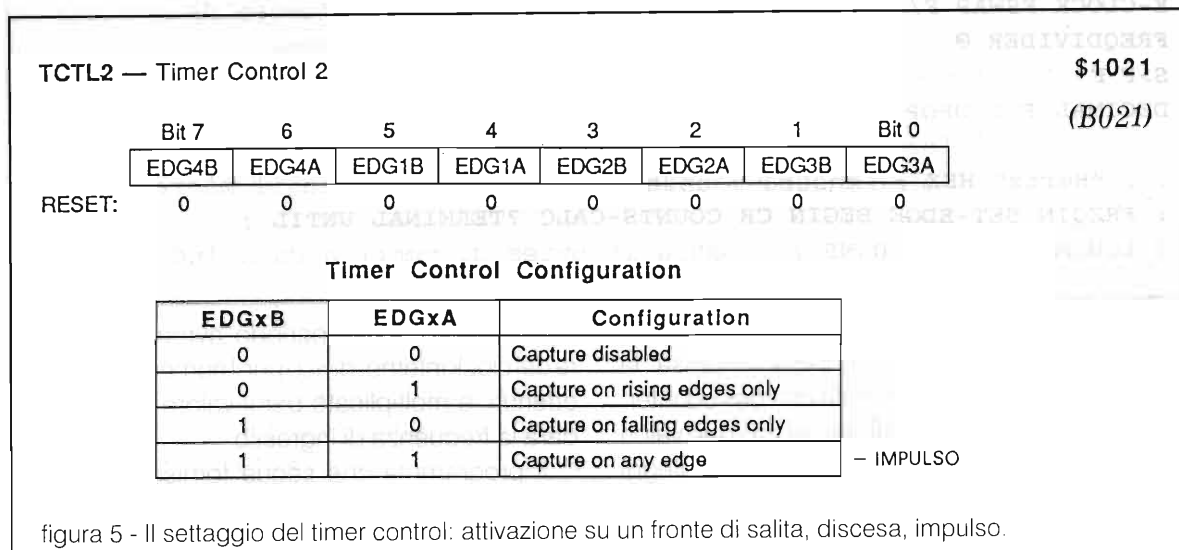 TCTL2 — Timer Control 2 $1021
(B021)
Bit 7 6 5 4 3 2 1 Bit 0
EDG4B EDG4A EDG1B EDG1A EDG2B EDG2A EDG3B EDG3A
RESET: 0 0 0 0 0 0 0 0
Timer Control Configuration
EDGxB EDGxA Configuration
0 0 Capture disabled
0 1 Capture on rising edges only
1 0 Capture on falling edges only
1 1 Capture on any edge – IMPULSO
figura 5 - Il settaggio del timer control: attivazione su un fronte di salita, discesa, impulso.